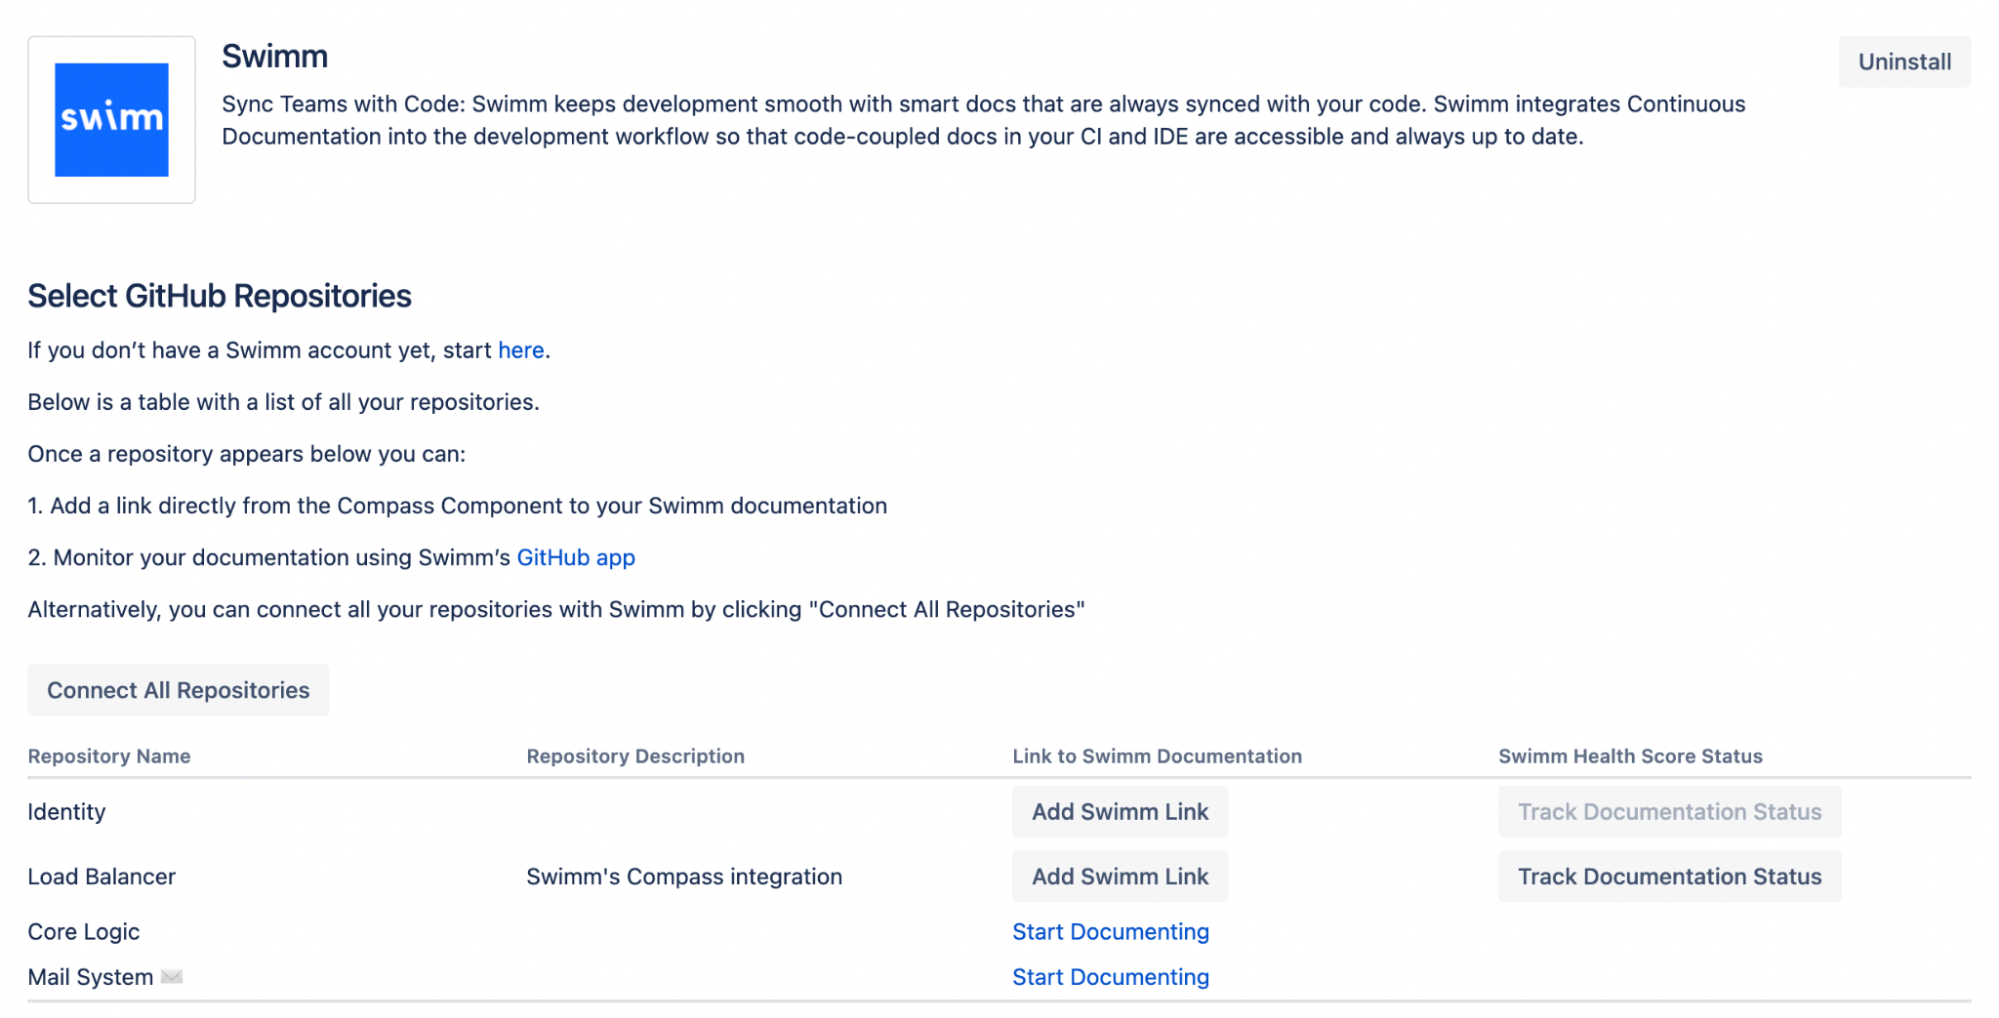 Swimm
Uninstall
swimm
Sync Teams with Code: Swimm keeps development smooth with smart docs that are always synced with your code. Swimm integrates Continuous
Documentation into the development workflow so that code-coupled docs in your CI and IDE are accessible and always up to date.
Select GitHub Repositories
If you don’t have a Swimm account yet, start here.
Below is a table with a list of all your repositories.
Once a repository appears below you can:
1. Add a link directly from the Compass Component to your Swimm documentation
2. Monitor your documentation using Swimm’s GitHub app
Alternatively, you can connect all your repositories with Swimm by clicking "Connect All Repositories"
Connect All Repositories
Repository Name Repository Description Link to Swimm Documentation Swimm Health Score Status
Identity Add Swimm Link Track Documentation Status
Load Balancer Swimm's Compass integration Add Swimm Link Track Documentation Status
Core Logic Start Documenting
Mail System ✉️ Start Documenting